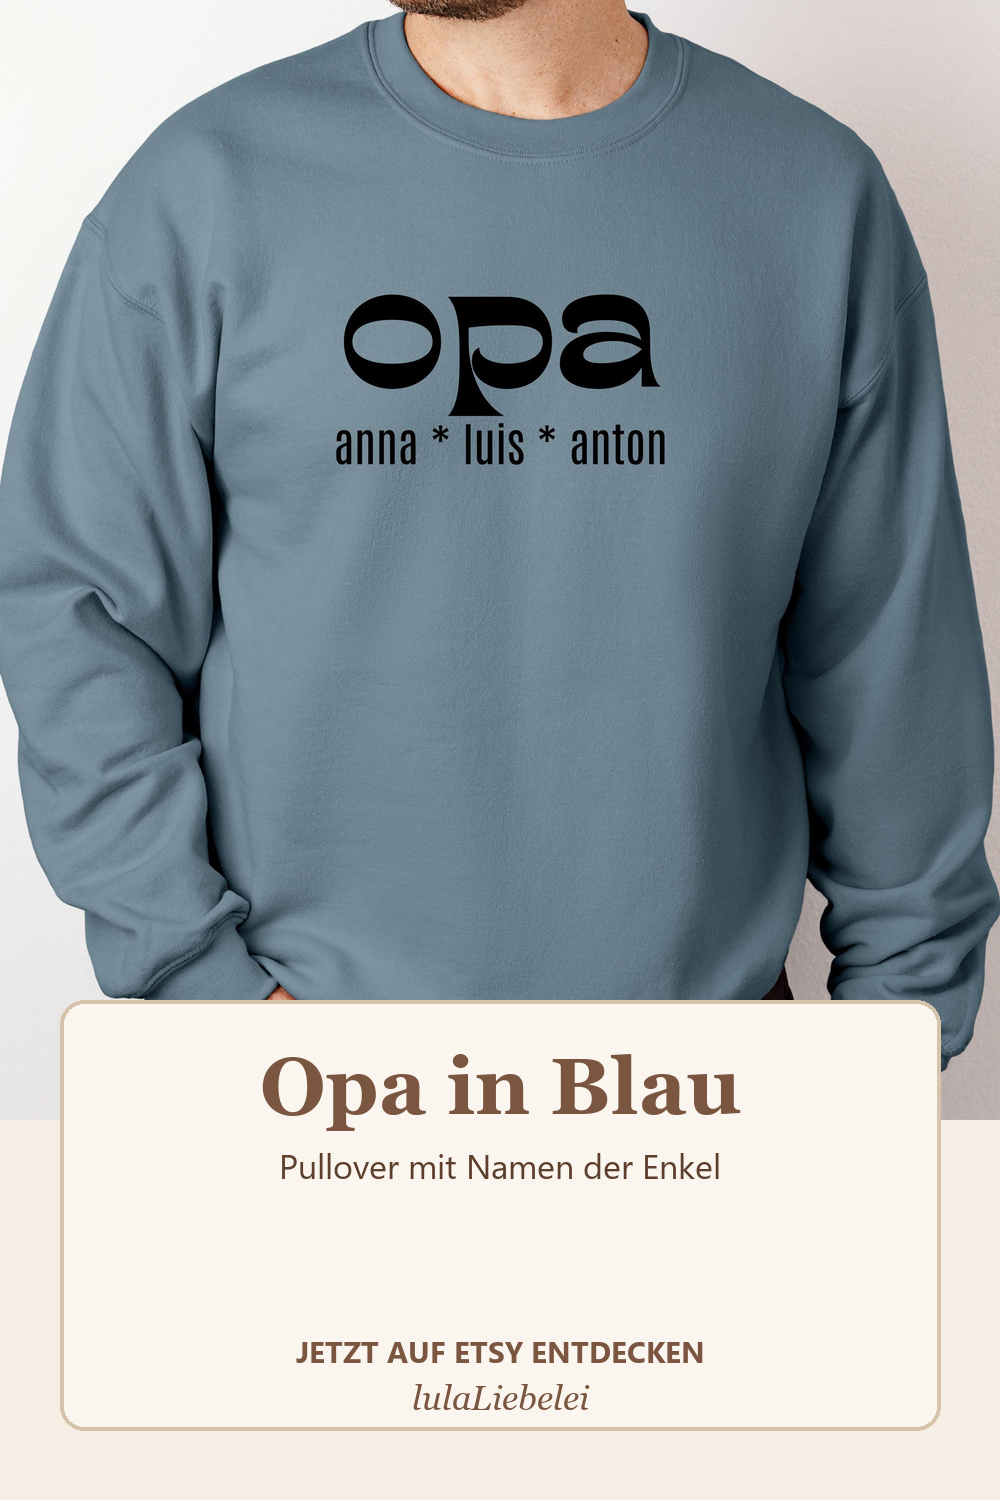 opa
anna * luis * anton
Opa in Blau
Pullover mit Namen der Enkel
JETZT AUF ETSY ENTDECKEN
lulaLiebelei